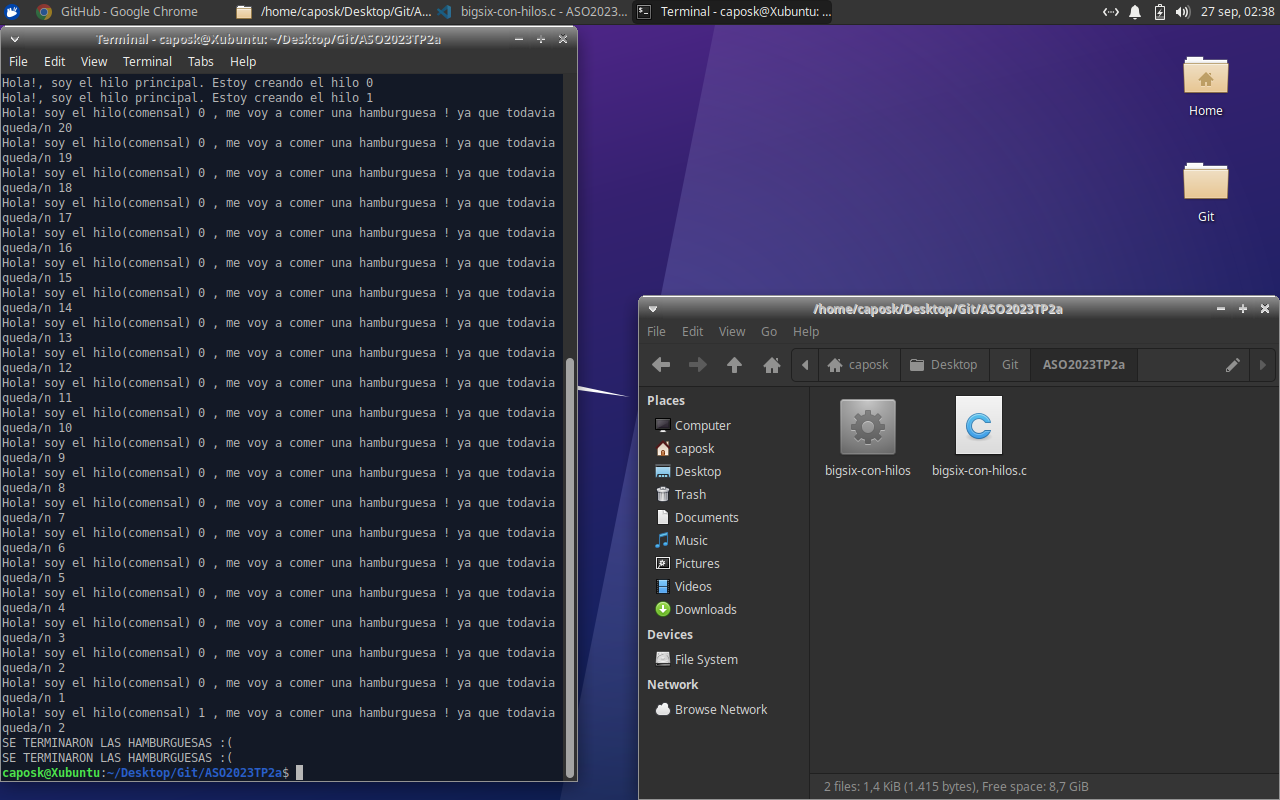 GitHub - Google Chrome
/home/caposk/Desktop/Git/A...
bigsix-con-hilos.c - ASO2023...
Terminal - caposk@Xubuntu: ...
27 sep, 02:38
Terminal - caposk@Xubuntu: ~/Desktop/Git/ASO2023TP2a
File Edit View Terminal Tabs Help
Hola!, soy el hilo principal. Estoy creando el hilo 0
Hola!, soy el hilo principal. Estoy creando el hilo 1
Hola! soy el hilo(comensal) 0 , me voy a comer una hamburguesa ! ya que todavia
queda/n 20
Hola! soy el hilo(comensal) 0 , me voy a comer una hamburguesa ! ya que todavia
queda/n 19
Hola! soy el hilo(comensal) 0 , me voy a comer una hamburguesa ! ya que todavia
queda/n 18
Hola! soy el hilo(comensal) 0 , me voy a comer una hamburguesa ! ya que todavia
queda/n 17
Hola! soy el hilo(comensal) 0 , me voy a comer una hamburguesa ! ya que todavia
queda/n 16
Hola! soy el hilo(comensal) 0 , me voy a comer una hamburguesa ! ya que todavia
queda/n 15
Hola! soy el hilo(comensal) 0 , me voy a comer una hamburguesa ! ya que todavia
queda/n 14
Hola! soy el hilo(comensal) 0 , me voy a comer una hamburguesa ! ya que todavia
queda/n 13
Hola! soy el hilo(comensal) 0 , me voy a comer una hamburguesa ! ya que todavia
queda/n 12
Hola! soy el hilo(comensal) 0 , me voy a comer una hamburguesa ! ya que todavia
queda/n 11
Hola! soy el hilo(comensal) 0 , me voy a comer una hamburguesa ! ya que todavia
queda/n 10
Hola! soy el hilo(comensal) 0 , me voy a comer una hamburguesa ! ya que todavia
queda/n 9
Hola! soy el hilo(comensal) 0 , me voy a comer una hamburguesa ! ya que todavia
queda/n 8
Hola! soy el hilo(comensal) 0 , me voy a comer una hamburguesa ! ya que todavia
queda/n 7
Hola! soy el hilo(comensal) 0 , me voy a comer una hamburguesa ! ya que todavia
queda/n 6
Hola! soy el hilo(comensal) 0 , me voy a comer una hamburguesa ! ya que todavia
queda/n 5
Hola! soy el hilo(comensal) 0 , me voy a comer una hamburguesa ! ya que todavia
queda/n 4
Hola! soy el hilo(comensal) 0 , me voy a comer una hamburguesa ! ya que todavia
queda/n 3
Hola! soy el hilo(comensal) 0 , me voy a comer una hamburguesa ! ya que todavia
queda/n 2
Hola! soy el hilo(comensal) 0 , me voy a comer una hamburguesa ! ya que todavia
queda/n 1
Hola! soy el hilo(comensal) 1 , me voy a comer una hamburguesa ! ya que todavia
queda/n 2
SE TERMINARON LAS HAMBURGUESAS :(
SE TERMINARON LAS HAMBURGUESAS :(
caposk@Xubuntu:~/Desktop/Git/ASO2023TP2a$
Home
Git
/home/caposk/Desktop/Git/ASO2023TP2a
File Edit View Go Help
caposk Desktop Git ASO2023TP2a
Places
Computer
caposk
Desktop
Trash
Documents
Music
Pictures
Videos
Downloads
Devices
File System
Network
Browse Network
bigsix-con-hilos
bigsix-con-hilos.c
2 files: 1,4 KiB (1.415 bytes), Free space: 8,7 GiB